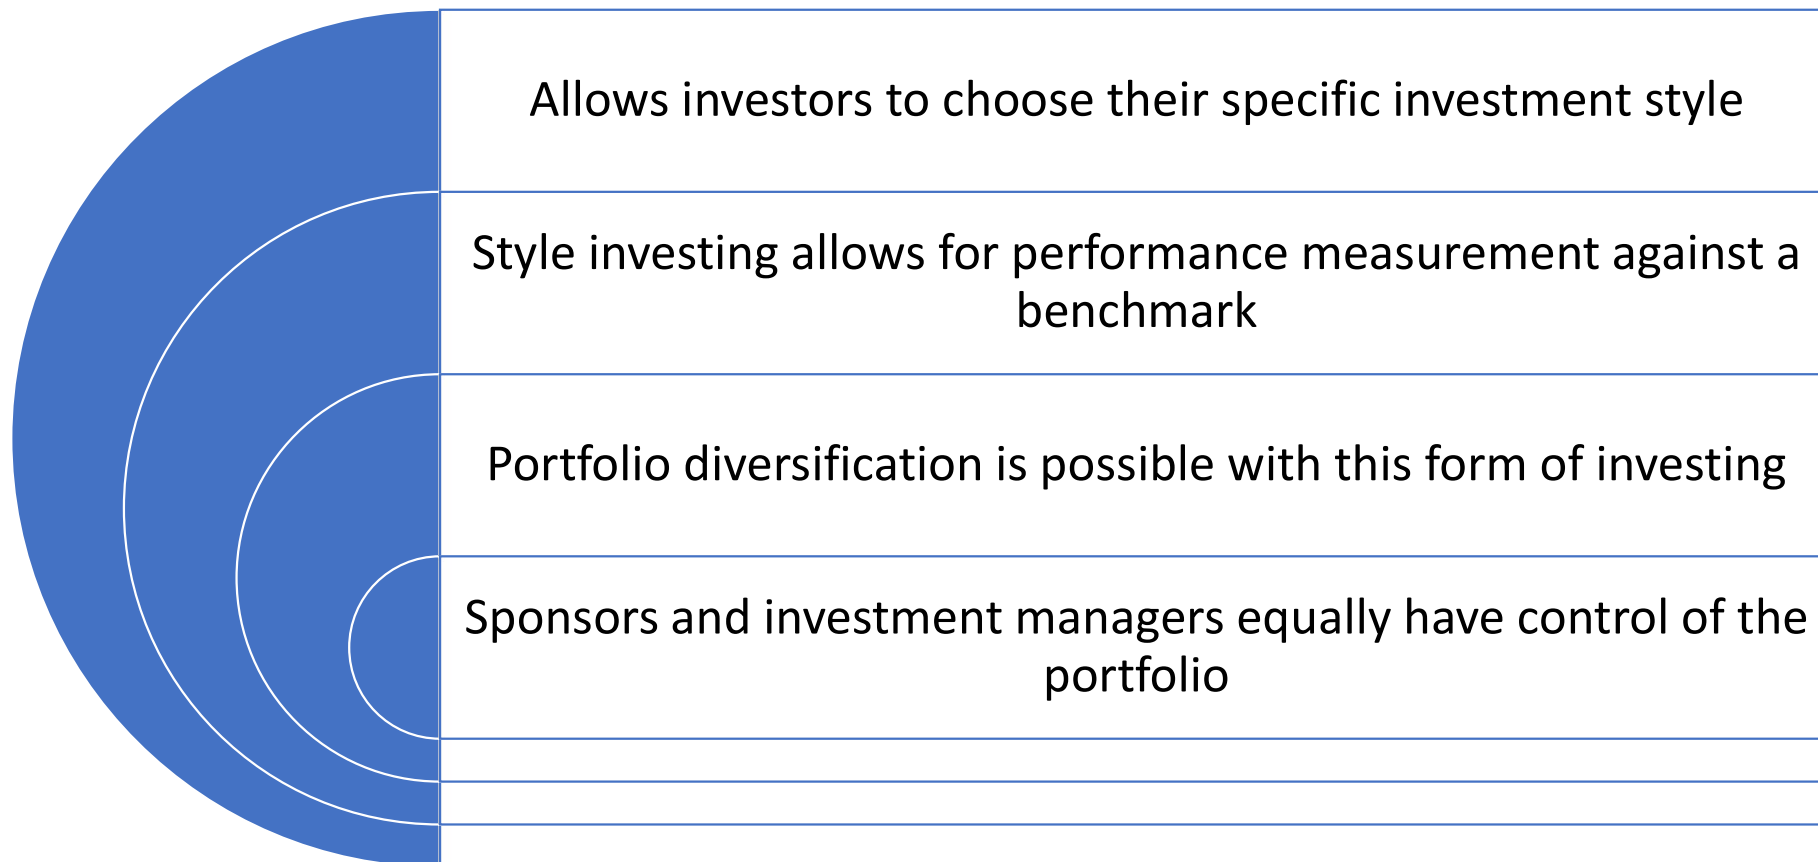 Allows investors to choose their specific investment style
Style investing allows for performance measurement against a
benchmark
Portfolio diversification is possible with this form of investing
Sponsors and investment managers equally have control of the
portfolio